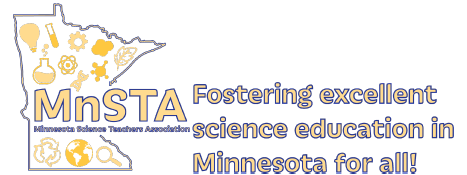 MnSTA
Minnesota Science Teachers Association
Fostering excellent
science education in
Minnesota for all!